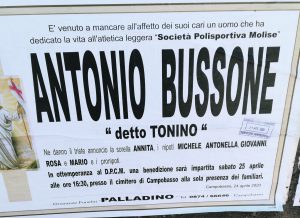 E' venuto a mancare all'affetto dei suoi cari un uomo che ha
dedicato la vita all'atletica leggera "Società Polisportiva Molise"
ANTONIO BUSSONE
" detto TONINO "
Ne danno il triste annuncio la sorella ANNITA, i nipoti MICHELE ANTONELLA GIOVANNI
ROSA e MARIO e i pronipoti.
In ottemperanza al D.P.C.M. una benedizione sarà impartita sabato 25 aprile
alle ore 16:30, presso il cimitero di Campobasso alla sola presenza dei familiari.
Campobasso, 24 aprile 2020
PALLADINO